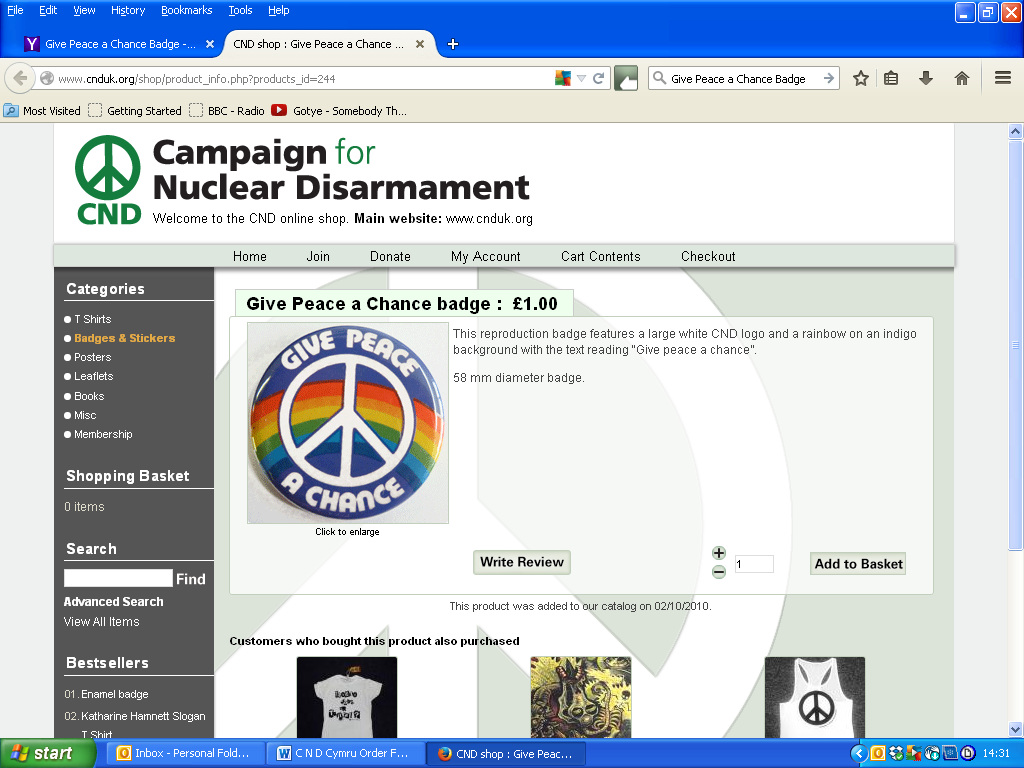 File Edit View History Bookmarks Tools Help
Give Peace a Chance Badge -...
CND shop : Give Peace a Chance ...
www.cnduk.org/shop/product_info.php?products_id=244
Give Peace a Chance Badge
Most Visited Getting Started BBC - Radio Gotye - Somebody Th...
CND
Campaign for
Nuclear Disarmament
Welcome to the CND online shop. Main website: www.cnduk.org
Home Join Donate My Account Cart Contents Checkout
Categories
T Shirts
Badges & Stickers
Posters
Leaflets
Books
Misc
Membership
Shopping Basket
0 items
Search
Find
Advanced Search
View All Items
Bestsellers
01. Enamel badge
02. Katharine Hamnett Slogan
T Shirt
Give Peace a Chance badge : £1.00
GIVE PEACE
A CHANCE
Click to enlarge
This reproduction badge features a large white CND logo and a rainbow on an indigo
background with the text reading "Give peace a chance".
58 mm diameter badge.
Write Review
1
Add to Basket
This product was added to our catalog on 02/10/2010.
Customers who bought this product also purchased
start
Inbox - Personal Fold...
C N D Cymru Order F...
CND shop : Give Peac...
14:31